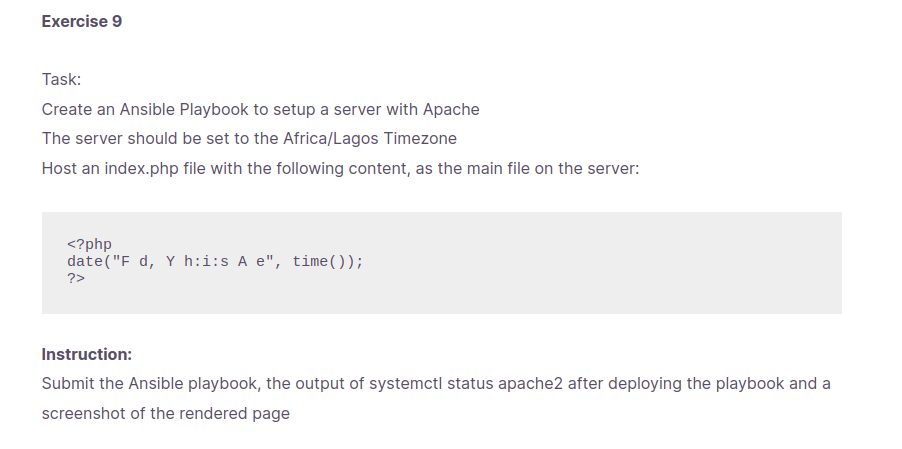 Exercise 9
Task:
Create an Ansible Playbook to setup a server with Apache
The server should be set to the Africa/Lagos Timezone
Host an index.php file with the following content, as the main file on the server:
<?php
date("F d, Y h:i:s A e", time());
?>
Instruction:
Submit the Ansible playbook, the output of systemctl status apache2 after deploying the playbook and a
screenshot of the rendered page